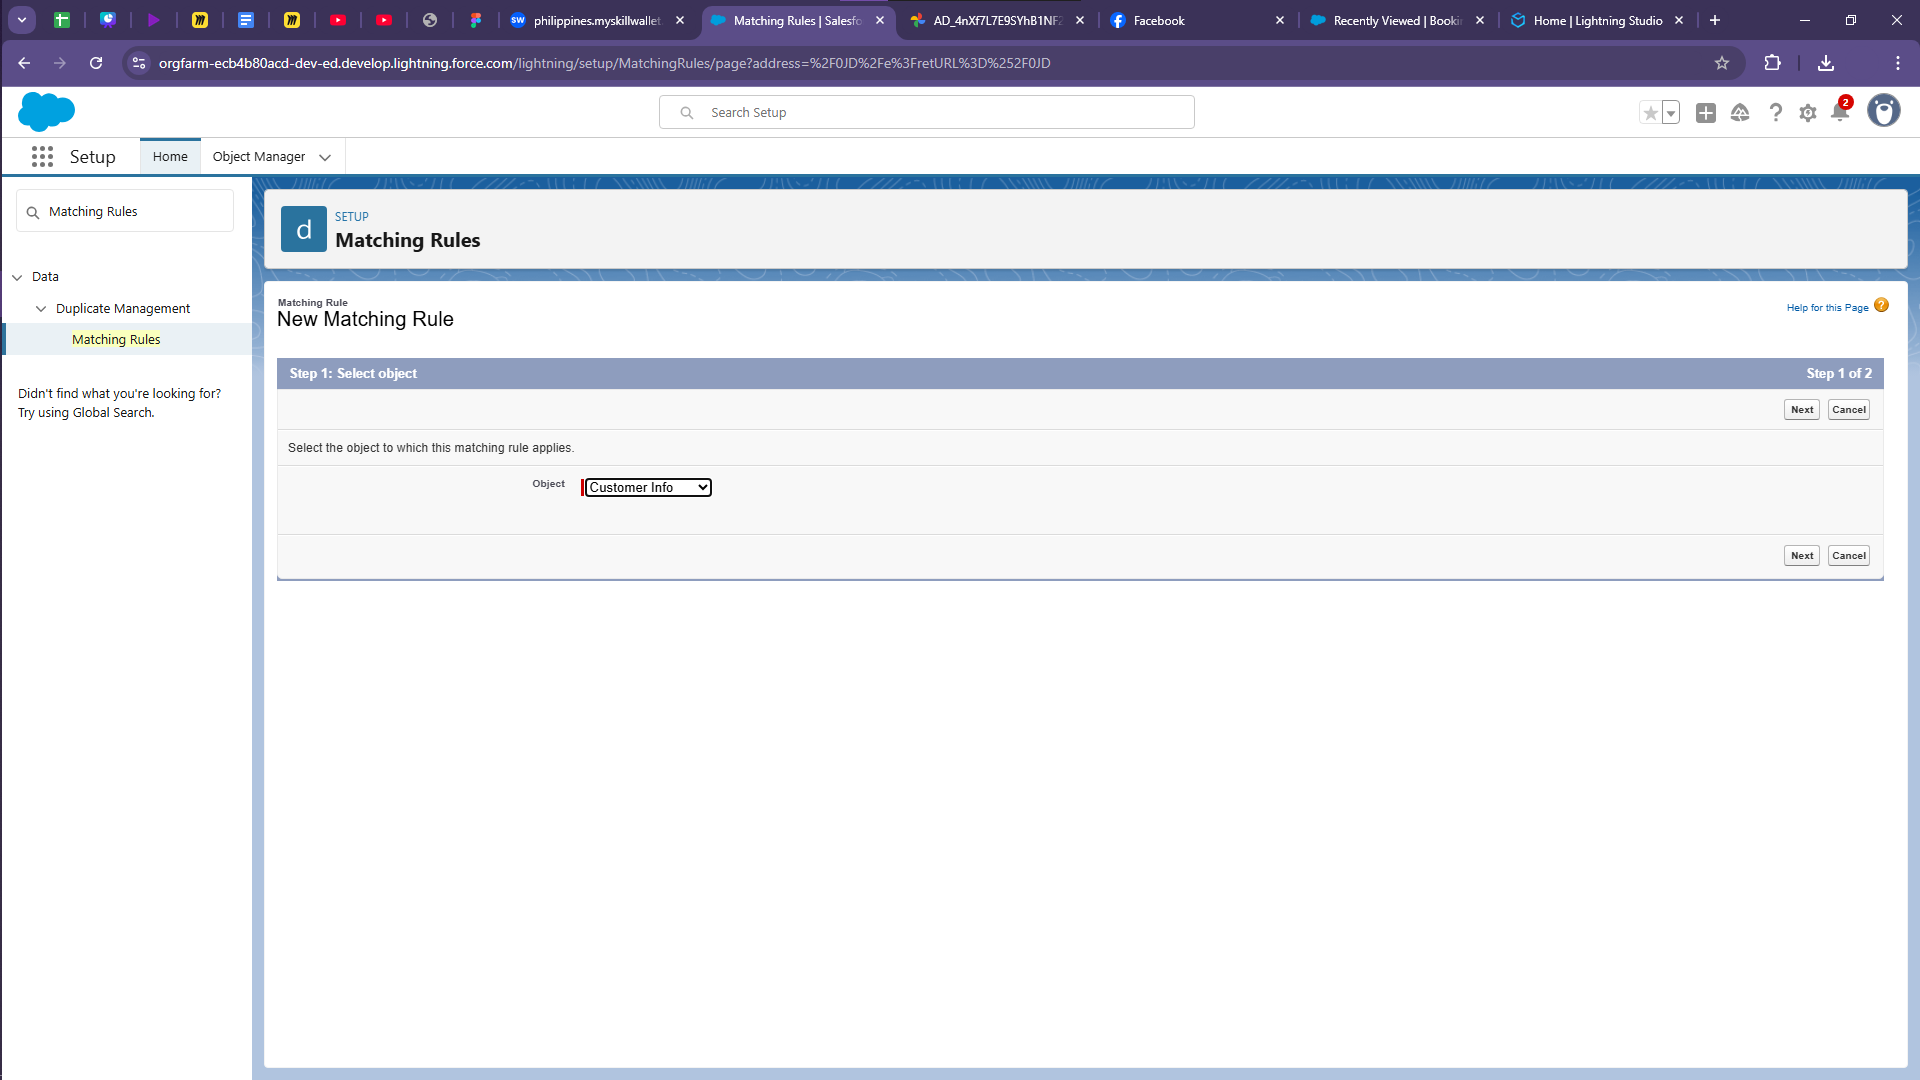 philippines.myskillwallet.
Matching Rules | Salesfo
AD_4nXf7L7E9SYhB1NF2
Facebook
Recently Viewed | Bookin
Home | Lightning Studio
orgfarm-ecb4b80acd-dev-ed.develop.lightning.force.com/lightning/setup/MatchingRules/page?address=%2F0JD%2Fe%3FretURL%3D%252F0JD
Search Setup
2
Setup
Home
Object Manager
Matching Rules
d
SETUP
Matching Rules
Data
Duplicate Management
Matching Rules
Didn't find what you're looking for?
Try using Global Search.
Matching Rule
New Matching Rule
Help for this Page
Step 1: Select object
Step 1 of 2
Next
Cancel
Select the object to which this matching rule applies.
Object
Customer Info
Next
Cancel